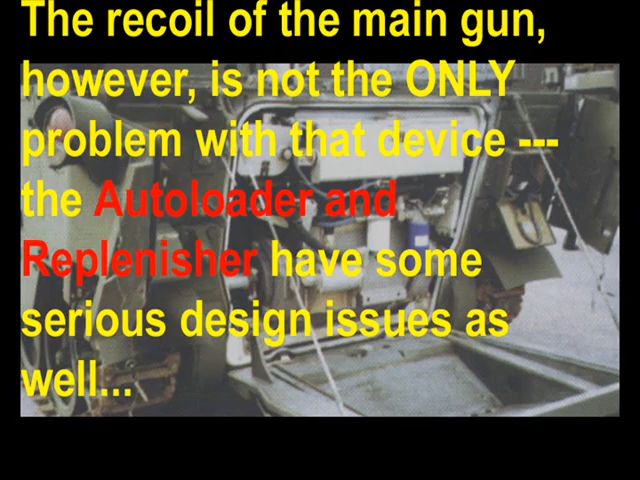 The recoil of the main gun,
however, is not the ONLY
problem with that device ---
the Autoloader and
Replenisher have some
serious design issues as
well...